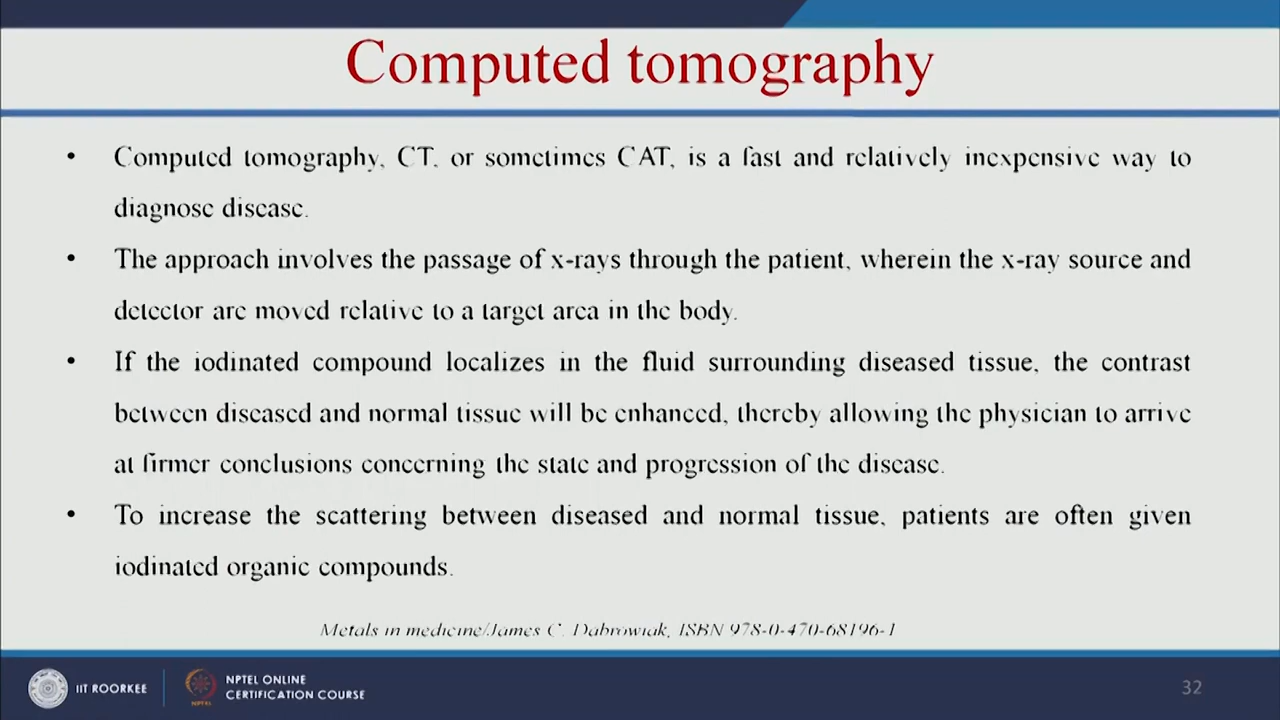 Computed tomography
• Computed tomography, CT, or sometimes CAT, is a fast and relatively inexpensive way to
diagnose disease.
• The approach involves the passage of x-rays through the patient, wherein the x-ray source and
detector are moved relative to a target area in the body.
• If the iodinated compound localizes in the fluid surrounding diseased tissue, the contrast
between diseased and normal tissue will be enhanced, thereby allowing the physician to arrive
at firmer conclusions concerning the state and progression of the disease.
• To increase the scattering between diseased and normal tissue, patients are often given
iodinated organic compounds.
Metals in medicine/James C. Dabrowiak, ISBN 978-0-470-68196-1
IIT ROORKEE
NPTEL
NPTEL ONLINE
CERTIFICATION COURSE
32